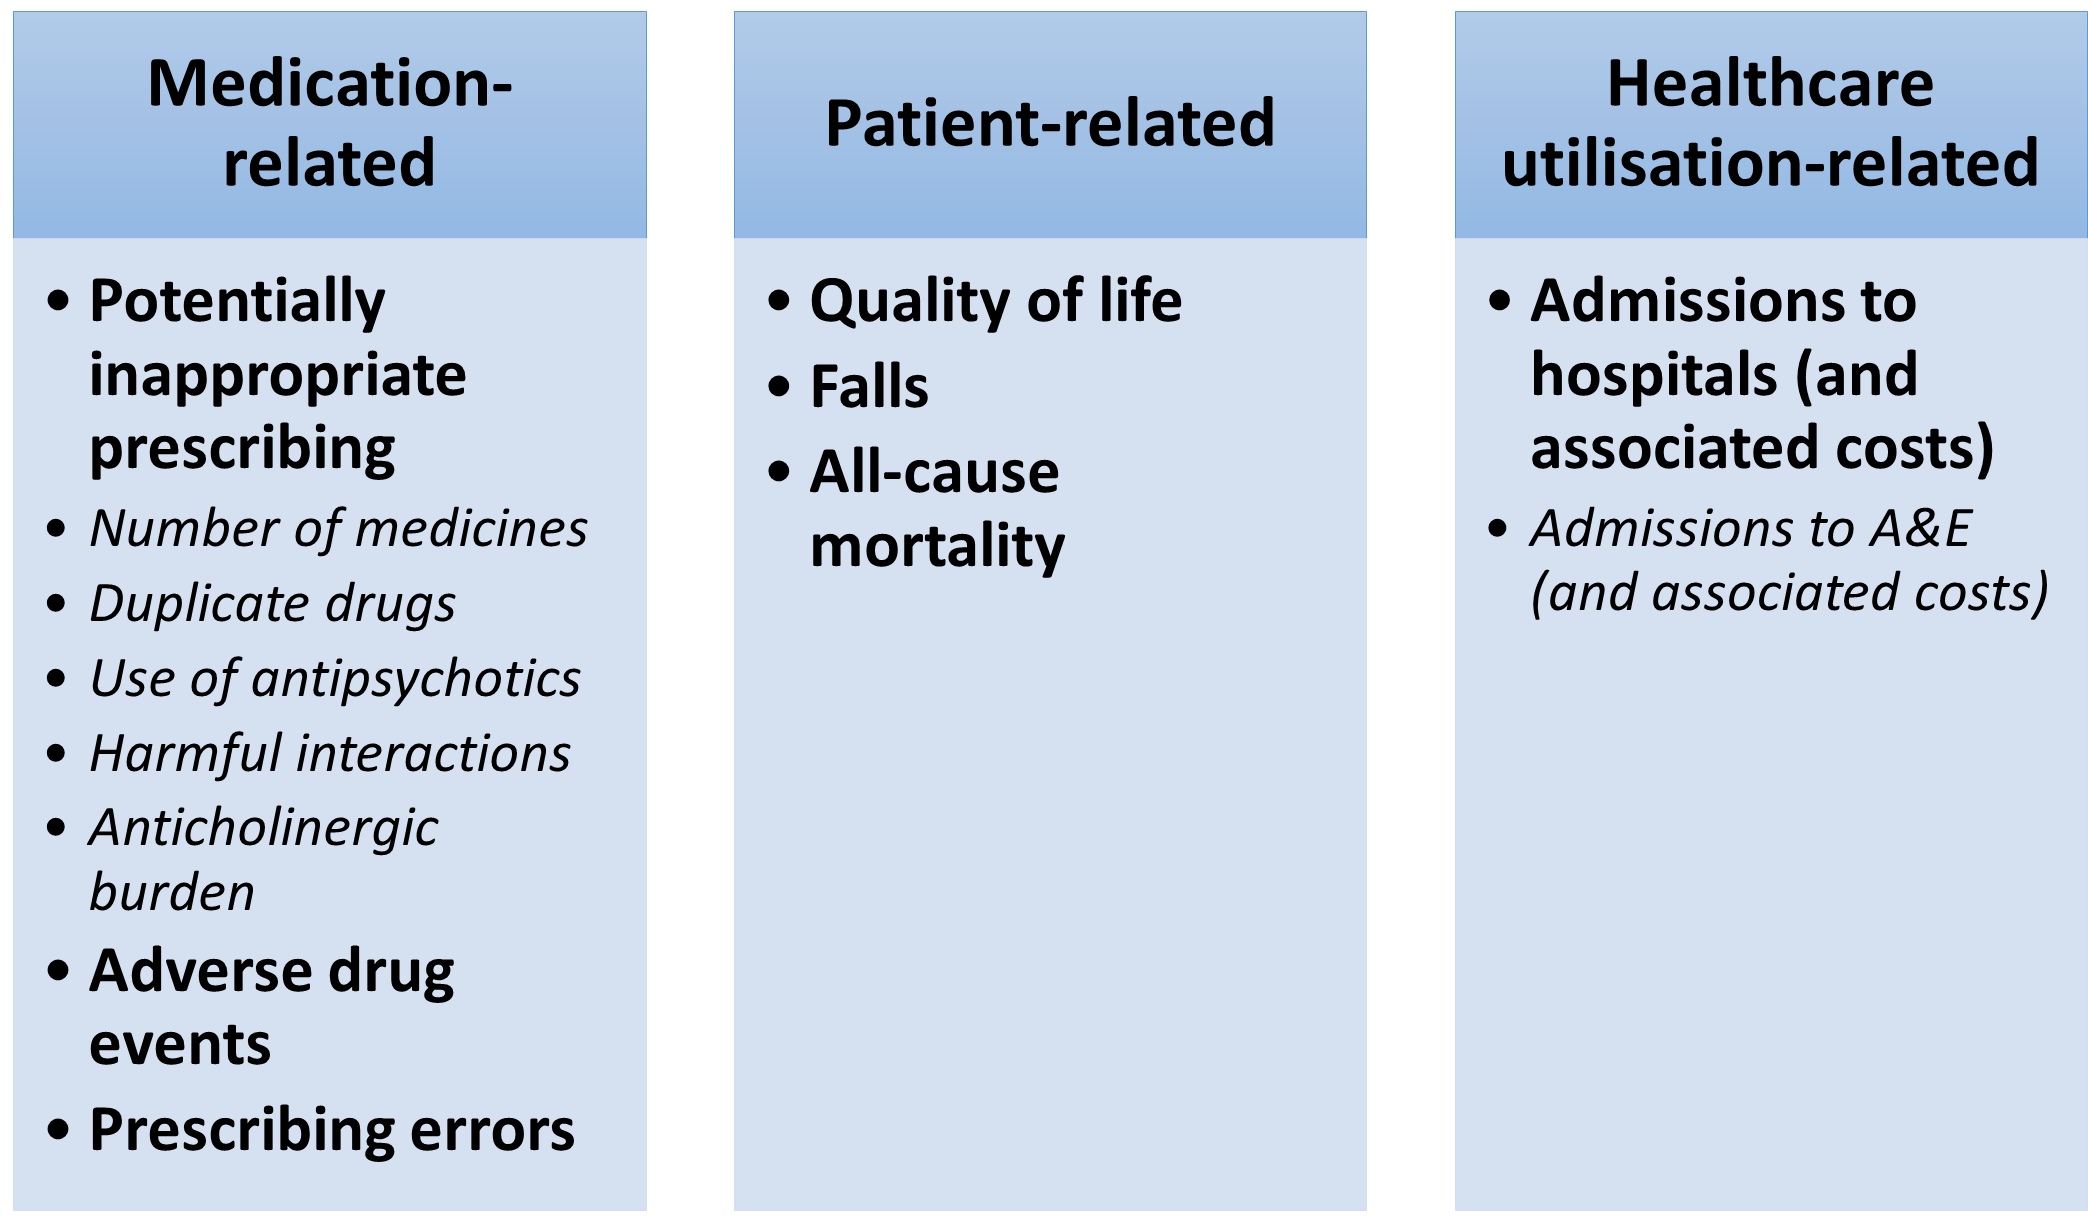 Medication-
related
• Potentially
inappropriate
prescribing
• Number of medicines
• Duplicate drugs
• Use of antipsychotics
• Harmful interactions
• Anticholinergic
burden
• Adverse drug
events
• Prescribing errors
Patient-related
• Quality of life
• Falls
• All-cause
mortality
Healthcare
utilisation-related
• Admissions to
hospitals (and
associated costs)
• Admissions to A&E
(and associated costs)